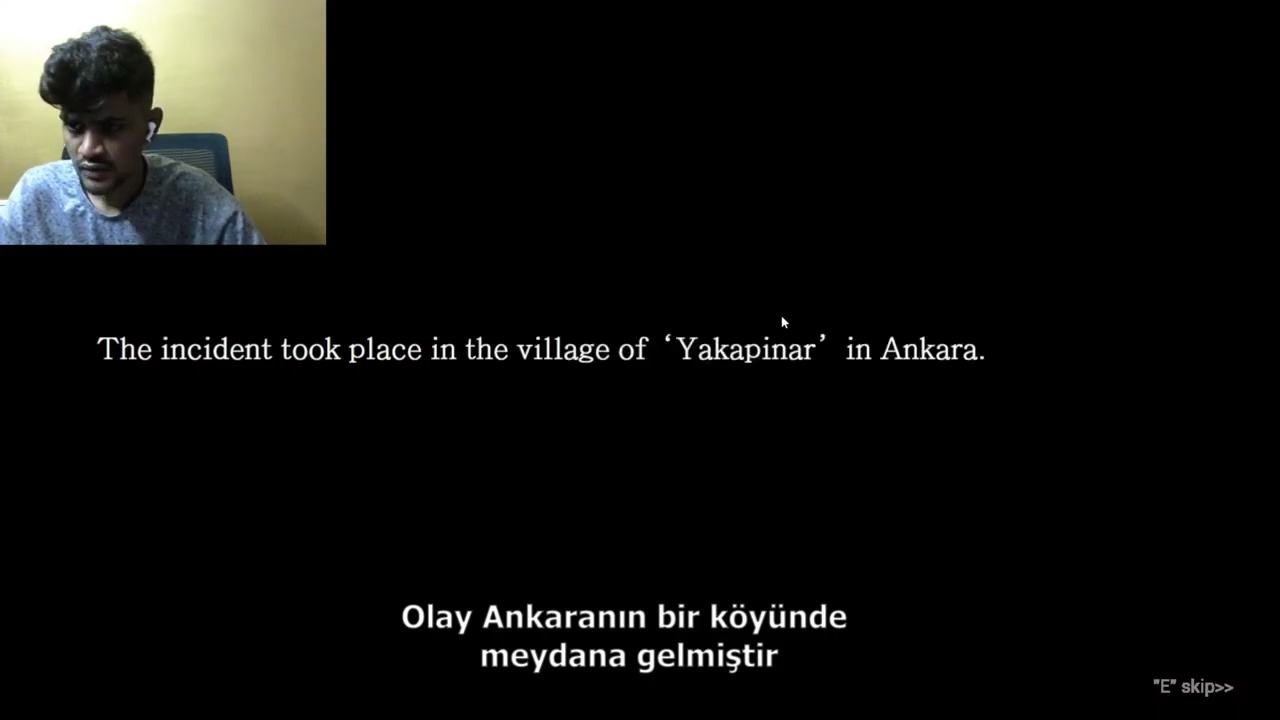 The incident took place in the village of ‘Yakapinar’ in Ankara.
Olay Ankaranın bir köyünde
meydana gelmiştir
"E" skip>>